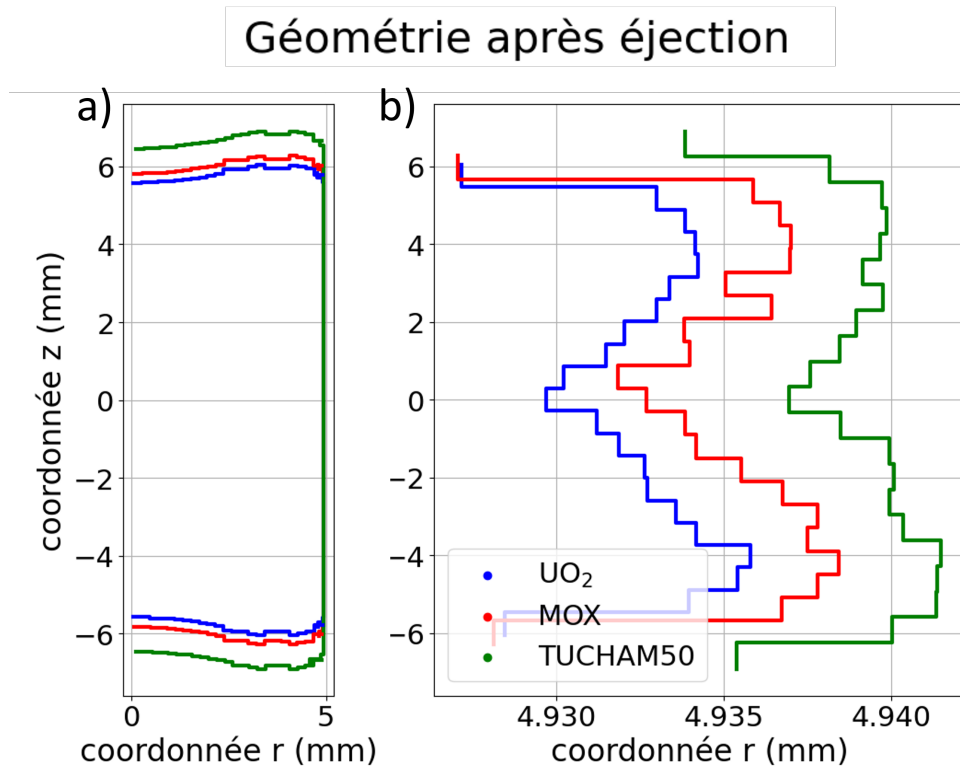 Géométrie après éjection
a)
b)
coordonnée z (mm)
6
4
2
0
−2
−4
−6
0
5
coordonnée r (mm)
6
4
2
0
−2
−4
−6
UO₂
MOX
TUCHAM50
4.930
4.935
4.940
coordonnée r (mm)